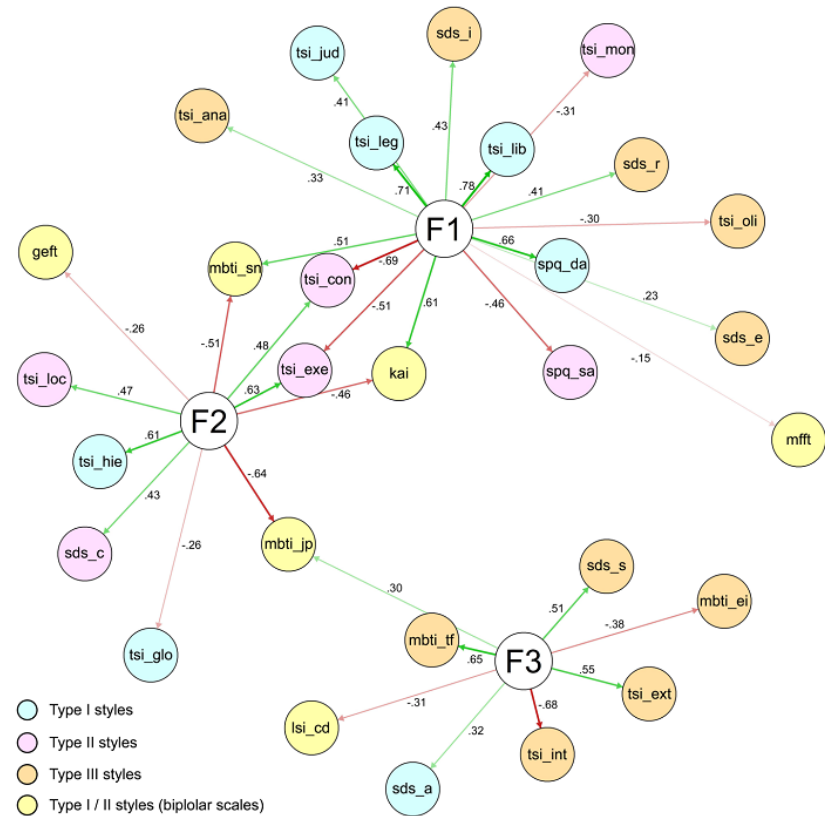 sds_i
tsi_jud
tsi_mon
.41
.43
-.31
tsi_ana
tsi_leg
tsi_lib
sds_r
.33
.71
.78
.41
tsi_oli
-.30
F1
geft
mbti_sn
.51
tsi_con
-.69
.66
spq_da
.61
-.51
-.46
.23
sds_e
-.26
-.51
.48
-.15
tsi_loc
.47
tsi_exe
kai
spq_sa
.63
-.46
F2
mfft
.61
tsi_hie
-.64
.43
sds_c
-.26
mbti_jp
sds_s
.30
.51
mbti_ei
-.38
mbti_tf
tsi_glo
.65
F3
.55
tsi_ext
-.68
-.31
lsi_cd
.32
tsi_int
sds_a
Type I styles
Type II styles
Type III styles
Type I / II styles (biplolar scales)